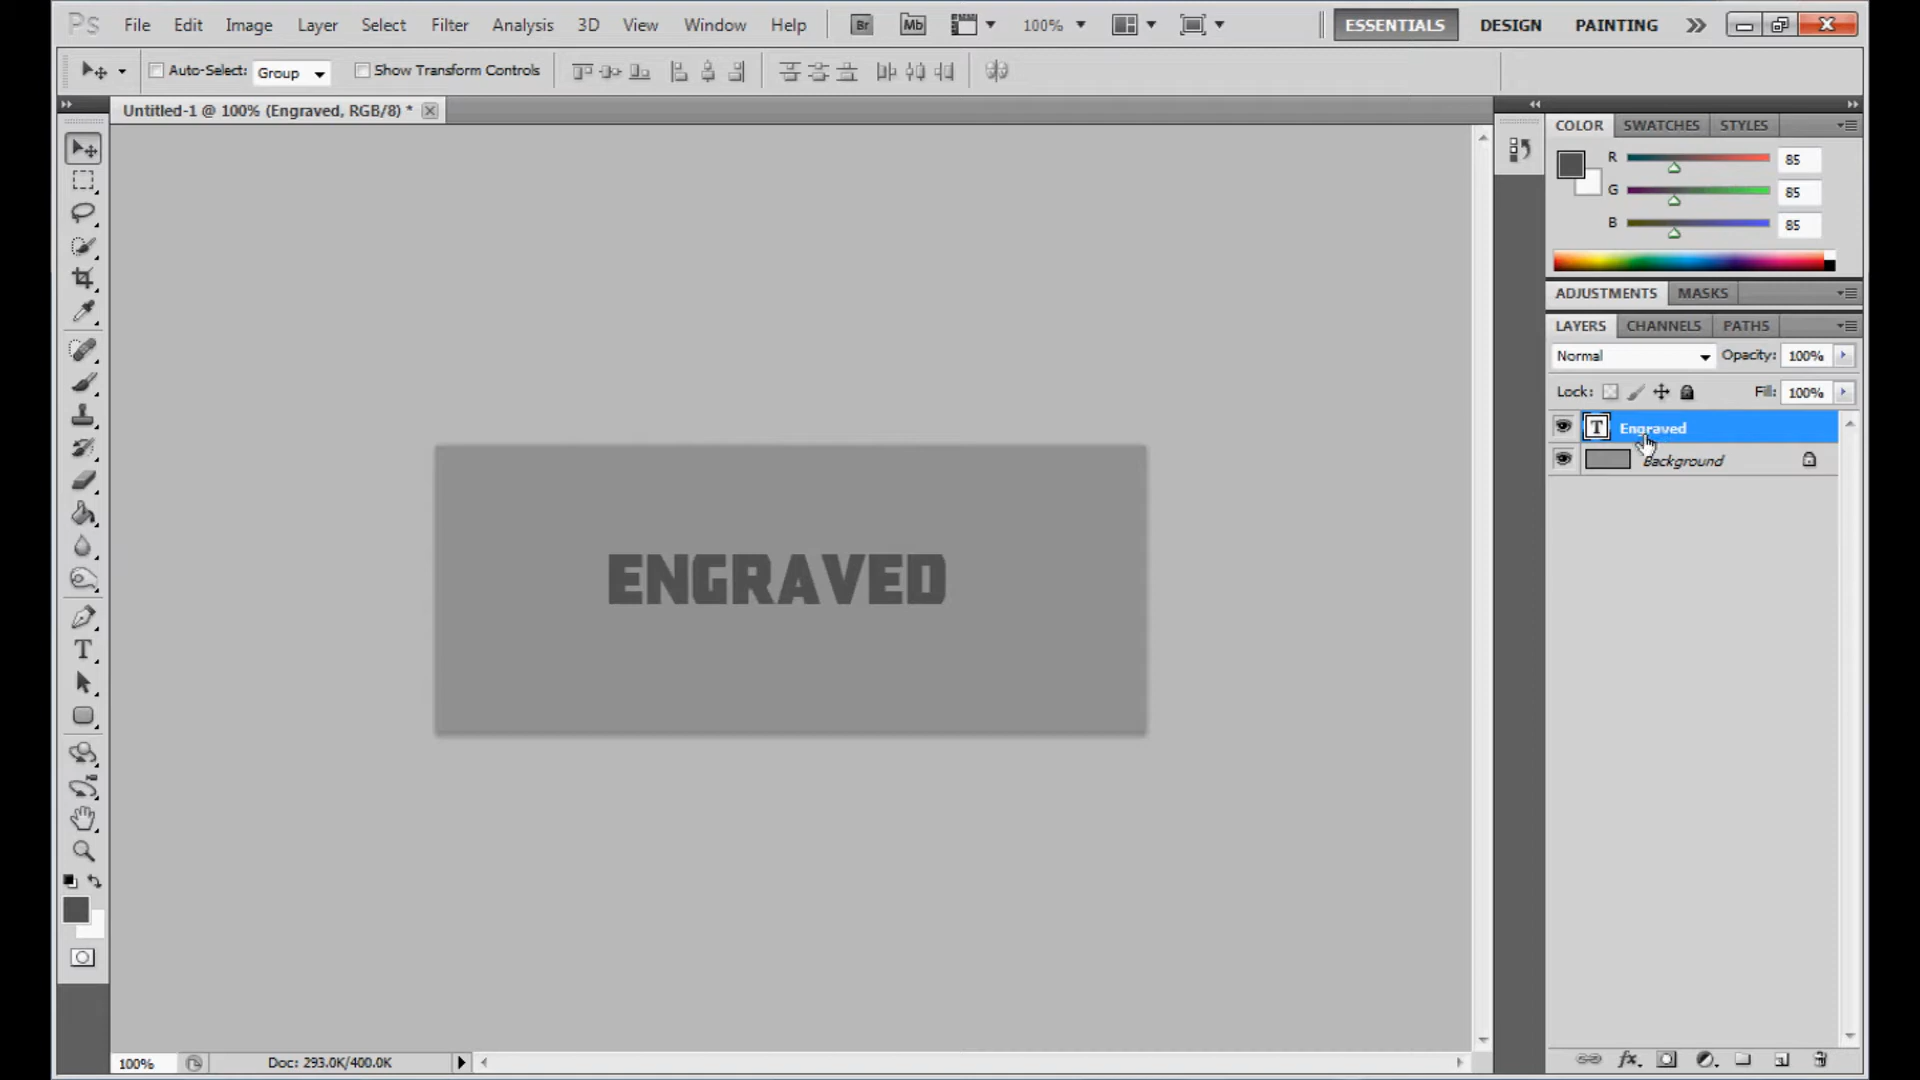 Ps File Edit Image Layer Select Filter Analysis 3D View Window Help Br Mb 100% ESSENTIALS DESIGN PAINTING
Auto-Select: Group Show Transform Controls
Untitled-1 @ 100% (Engraved, RGB/8) *
COLOR SWATCHES STYLES
R 85
G 85
B 85
ADJUSTMENTS MASKS
LAYERS CHANNELS PATHS
Normal Opacity: 100%
Lock: Fill: 100%
T Engraved
Background
ENGRAVED
100% Doc: 293.0K/400.0K
fx